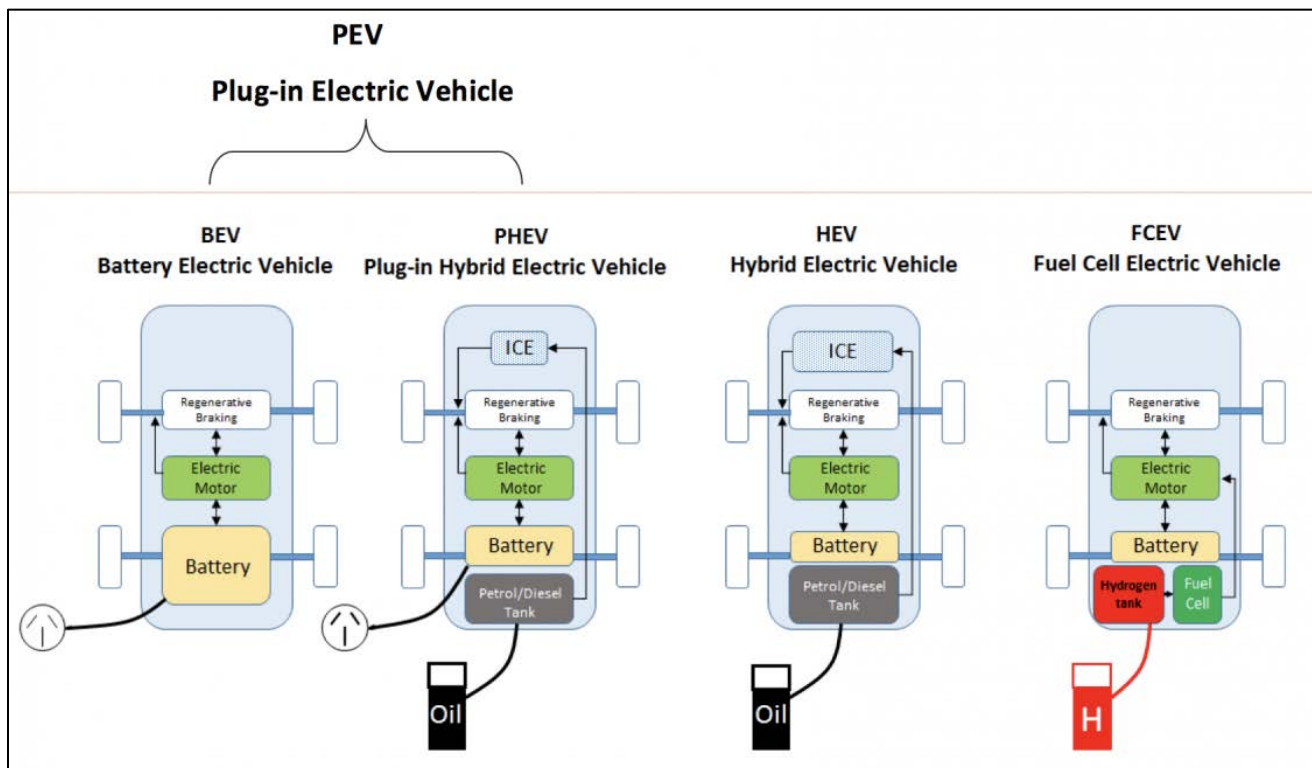 PEV
Plug-in Electric Vehicle
BEV
Battery Electric Vehicle
PHEV
Plug-in Hybrid Electric Vehicle
HEV
Hybrid Electric Vehicle
FCEV
Fuel Cell Electric Vehicle
Regenerative
Braking
Electric
Motor
Battery
ICE
Regenerative
Braking
Electric
Motor
Battery
Petrol/Diesel
Tank
Oil
ICE
Regenerative
Braking
Electric
Motor
Battery
Petrol/Diesel
Tank
Oil
Regenerative
Braking
Electric
Motor
Battery
Hydrogen
tank
Fuel
Cell
H